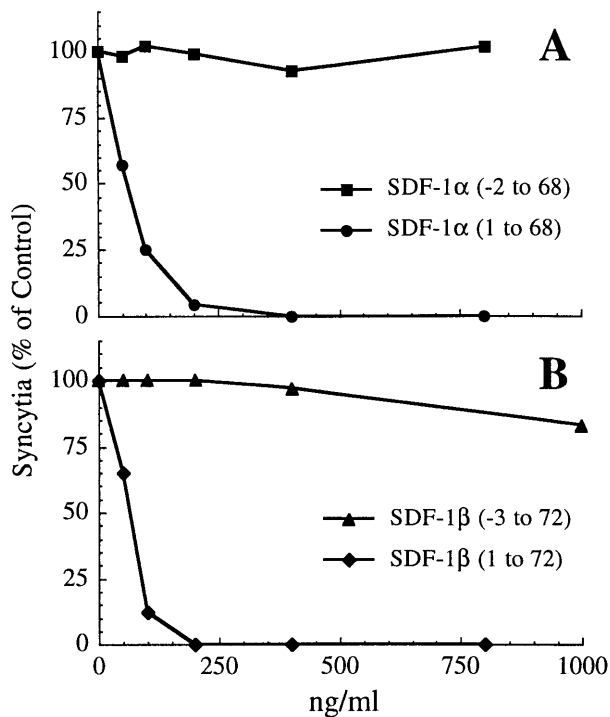 A
100
75
50
25
0
SDF-1α (-2 to 68)
SDF-1α (1 to 68)
Syncytia (% of Control)
B
100
75
50
25
0
SDF-1β (-3 to 72)
SDF-1β (1 to 72)
0 250 500 750 1000
ng/ml